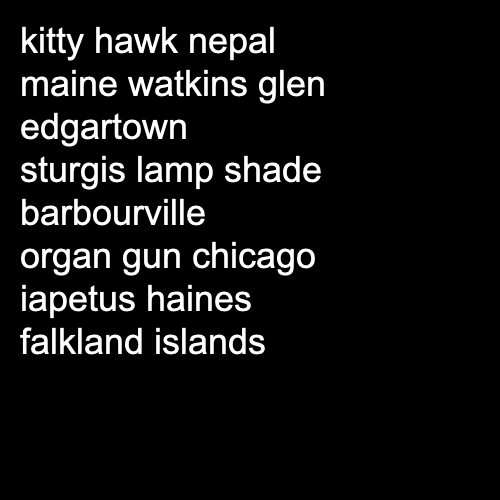 kitty hawk nepal
maine watkins glen
edgartown
sturgis lamp shade
barbourville
organ gun chicago
iapetus haines
falkland islands